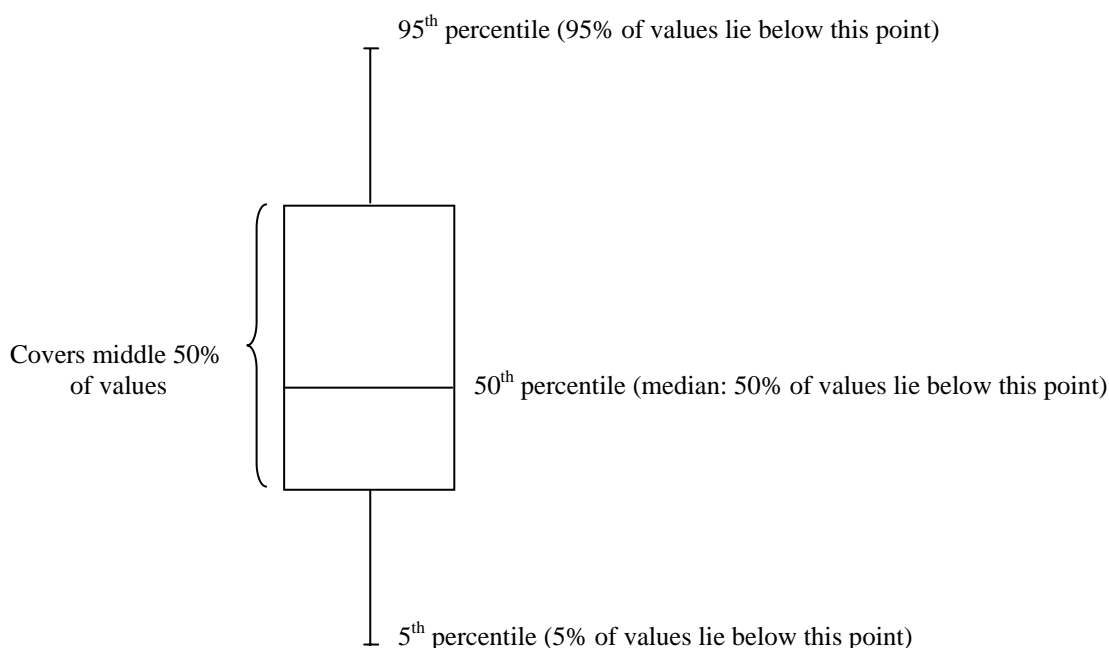 95th percentile (95% of values lie below this point)
Covers middle 50%
of values
50th percentile (median: 50% of values lie below this point)
5th percentile (5% of values lie below this point)